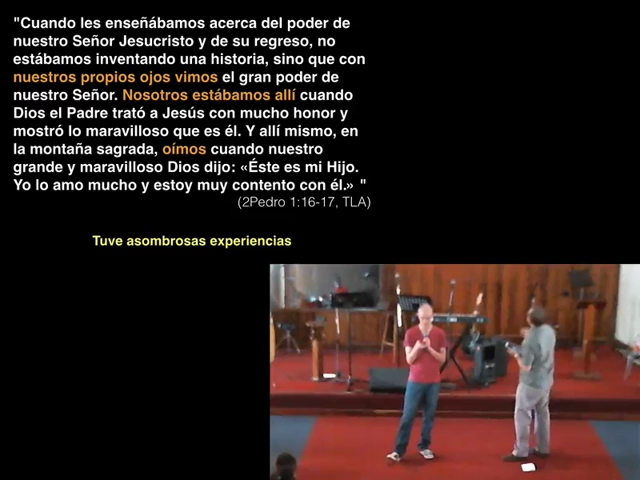 "Cuando les enseñábamos acerca del poder de
nuestro Señor Jesucristo y de su regreso, no
estábamos inventando una historia, sino que con
nuestros propios ojos vimos el gran poder de
nuestro Señor. Nosotros estábamos allí cuando
Dios el Padre trató a Jesús con mucho honor y
mostró lo maravilloso que es él. Y allí mismo, en
la montaña sagrada, oímos cuando nuestro
grande y maravilloso Dios dijo: «Éste es mi Hijo.
Yo lo amo mucho y estoy muy contento con él.» "
(2Pedro 1:16-17, TLA)
Tuve asombrosas experiencias